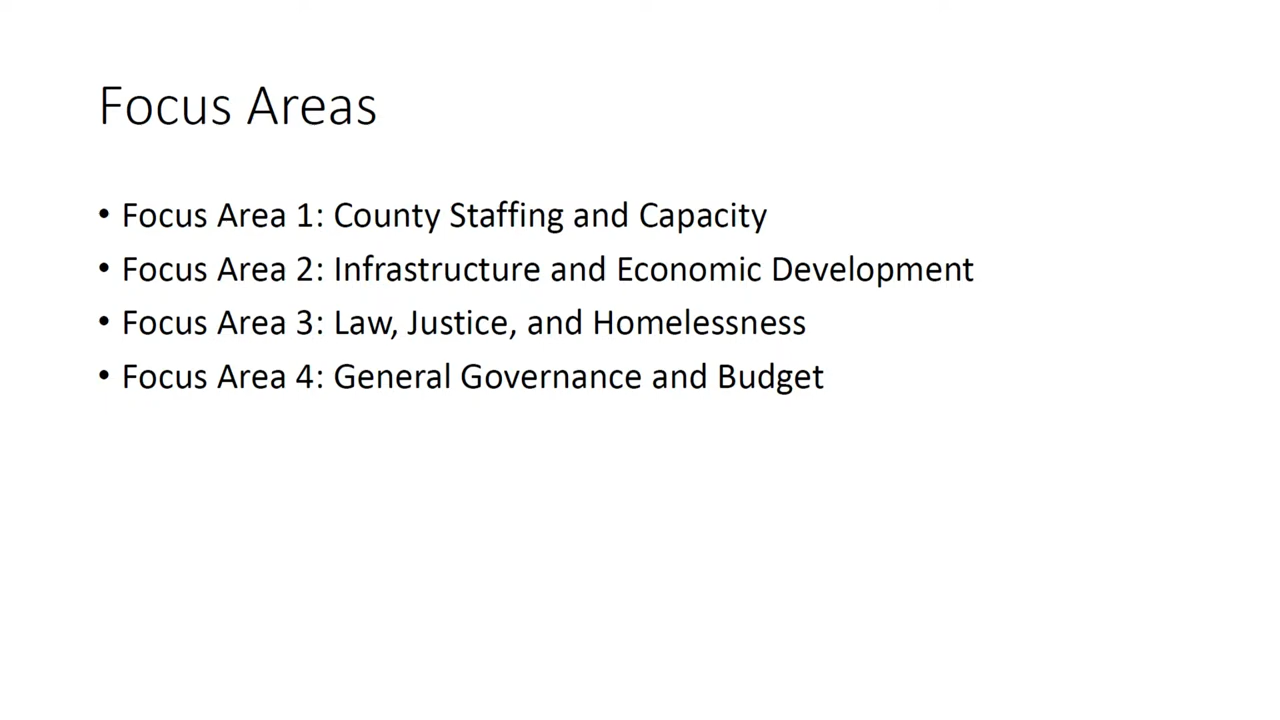 Focus Areas
• Focus Area 1: County Staffing and Capacity
• Focus Area 2: Infrastructure and Economic Development
• Focus Area 3: Law, Justice, and Homelessness
• Focus Area 4: General Governance and Budget